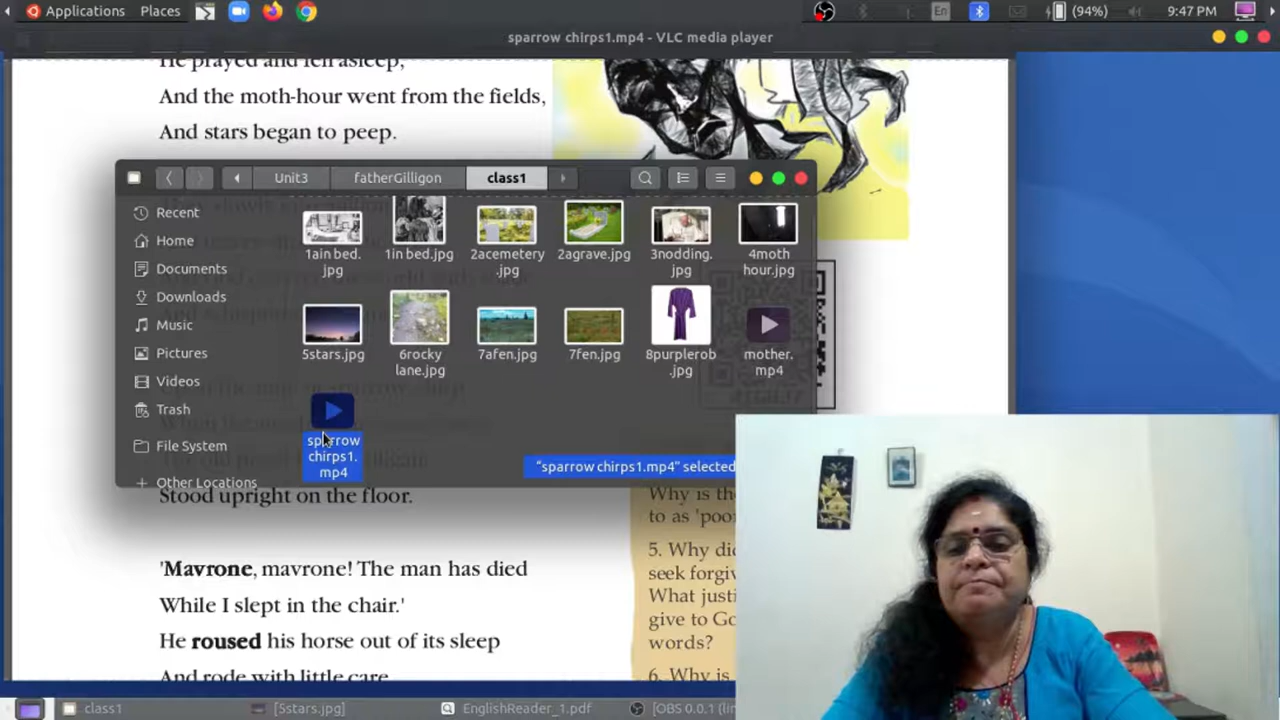 Applications Places En (94%) 9:47 PM
sparrow chirps1.mp4 - VLC media player
He prayed and fell asleep,
And the moth-hour went from the fields,
And stars began to peep.
Unit3 fatherGilligon class1
Recent
Home
Documents
Downloads
Music
Pictures
Videos
Trash
File System
Other Locations
1ain bed.
jpg
1in bed.jpg
2acemetery
.jpg
2agrave.jpg
3nodding.
jpg
4moth
hour.jpg
5stars.jpg
6rocky
lane.jpg
7afen.jpg
7fen.jpg
8purplerob
.jpg
mother.
mp4
sparrow
chirps1.
mp4
"sparrow chirps1.mp4" selected
Stood upright on the floor.
'Mavrone, mavrone! The man has died
While I slept in the chair.'
He roused his horse out of its sleep
And rode with little care
Why is the
to as 'poo
5. Why did
seek forgiv
What justi
give to Go
words?
6. Why is
class1 [5stars.jpg] EnglishReader_1.pdf [OBS 0.0.1 (lin